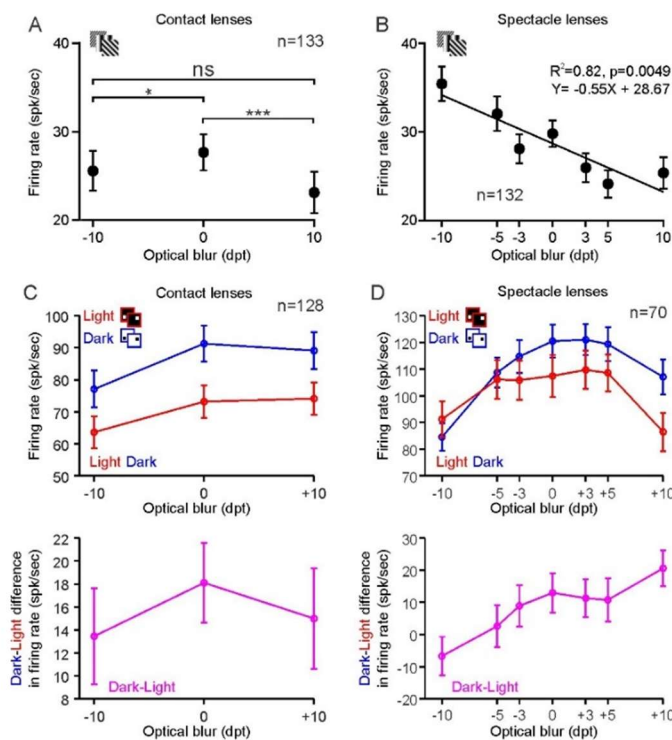 A
Contact lenses
n=133
ns
*
***
Firing rate (spk/sec)
40
30
20
-10
0
10
Optical blur (dpt)
B
Spectacle lenses
R²=0.82, p=0.0049
Y= -0.55X + 28.67
n=132
Firing rate (spk/sec)
40
30
20
-10
-5
-3
0
3
5
10
Optical blur (dpt)
C
Contact lenses
n=128
Light
Dark
Firing rate (spk/sec)
100
90
80
70
60
50
Light Dark
-10
0
+10
Optical blur (dpt)
D
Spectacle lenses
n=70
Light
Dark
Firing rate (spk/sec)
130
120
110
100
90
80
70
Light Dark
-10
-5
-3
0
+3
+5
+10
Optical blur (dpt)
Dark-Light difference
in firing rate (spk/sec)
22
20
18
16
14
12
10
8
Dark-Light
-10
0
+10
Optical blur (dpt)
Dark-Light difference
in firing rate (spk/sec)
30
20
10
0
-10
-20
Dark-Light
-10
-5
-3
0
+3
+5
+10
Optical blur (dpt)